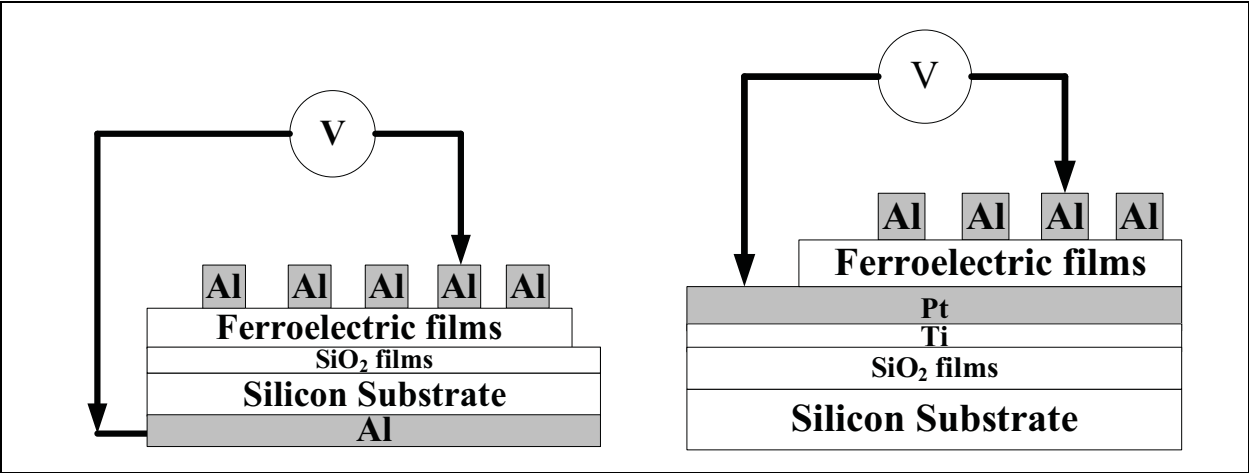 V
Al Al Al Al Al
Ferroelectric films
SiO₂ films
Silicon Substrate
Al
V
Al Al Al Al
Ferroelectric films
Pt
Ti
SiO₂ films
Silicon Substrate